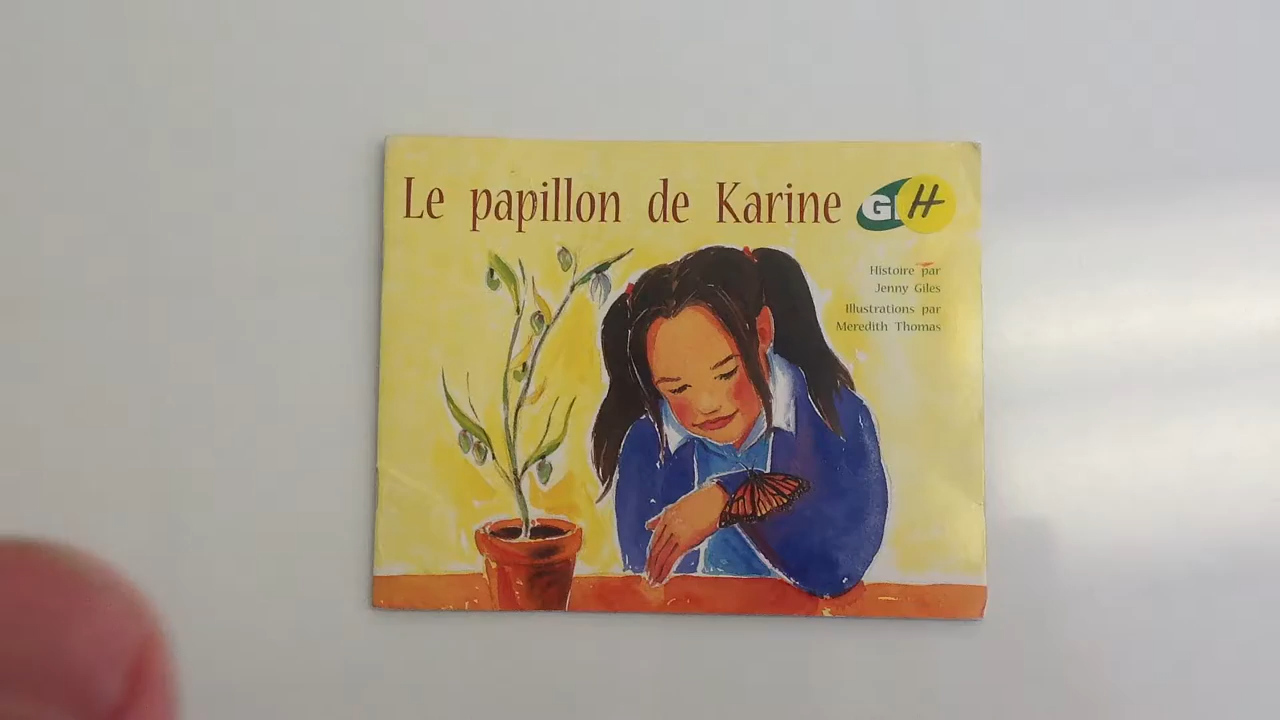 Le papillon de Karine
G
H
Histoire par
Jenny Giles
Illustrations par
Meredith Thomas